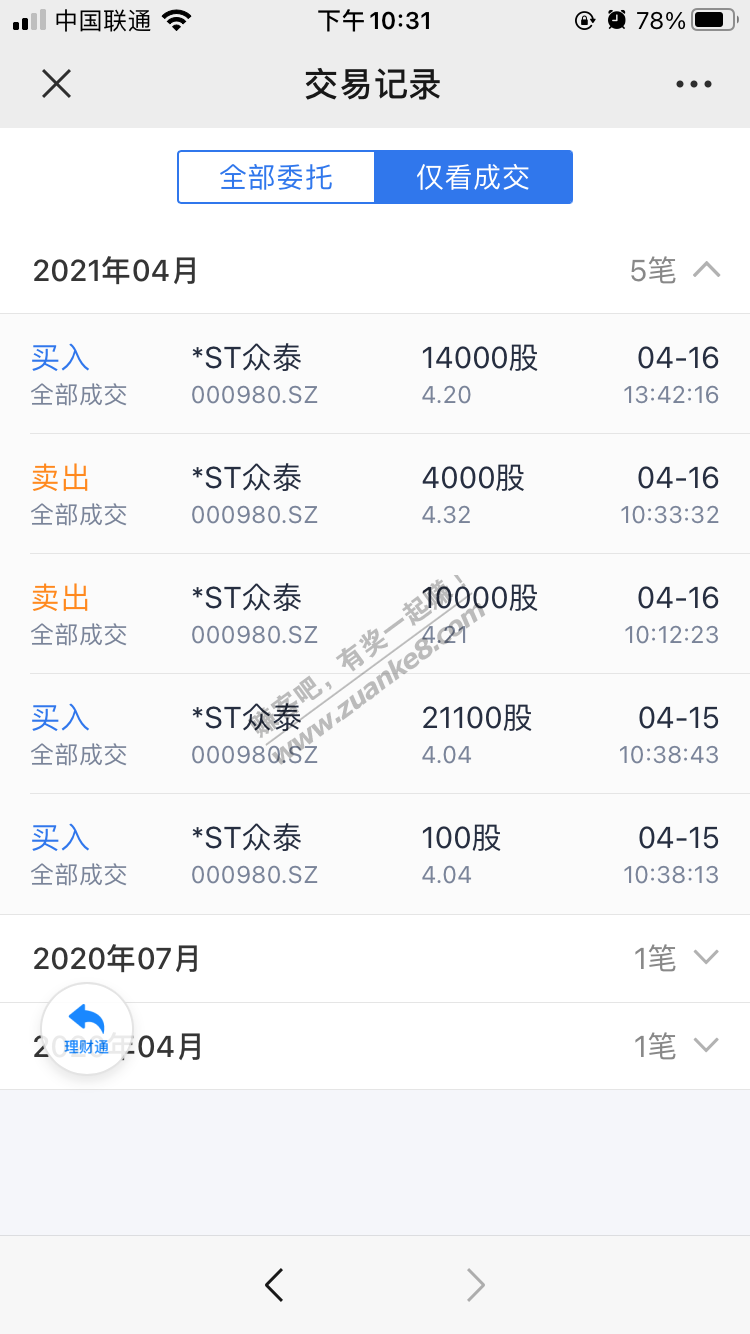 中国联通 下午10:31 78%
交易记录
全部委托 仅看成交
2021年04月 5笔
买入 *ST众泰 14000股 04-16
全部成交 000980.SZ 4.20 13:42:16
卖出 *ST众泰 4000股 04-16
全部成交 000980.SZ 4.32 10:33:32
卖出 *ST众泰 10000股 04-16
全部成交 000980.SZ 4.21 10:12:23
赚客吧，有奖一起赚！
www.zuanke8.com
买入 *ST众泰 21100股 04-15
全部成交 000980.SZ 4.04 10:38:43
买入 *ST众泰 100股 04-15
全部成交 000980.SZ 4.04 10:38:13
2020年07月 1笔
理财通
2020年04月 1笔